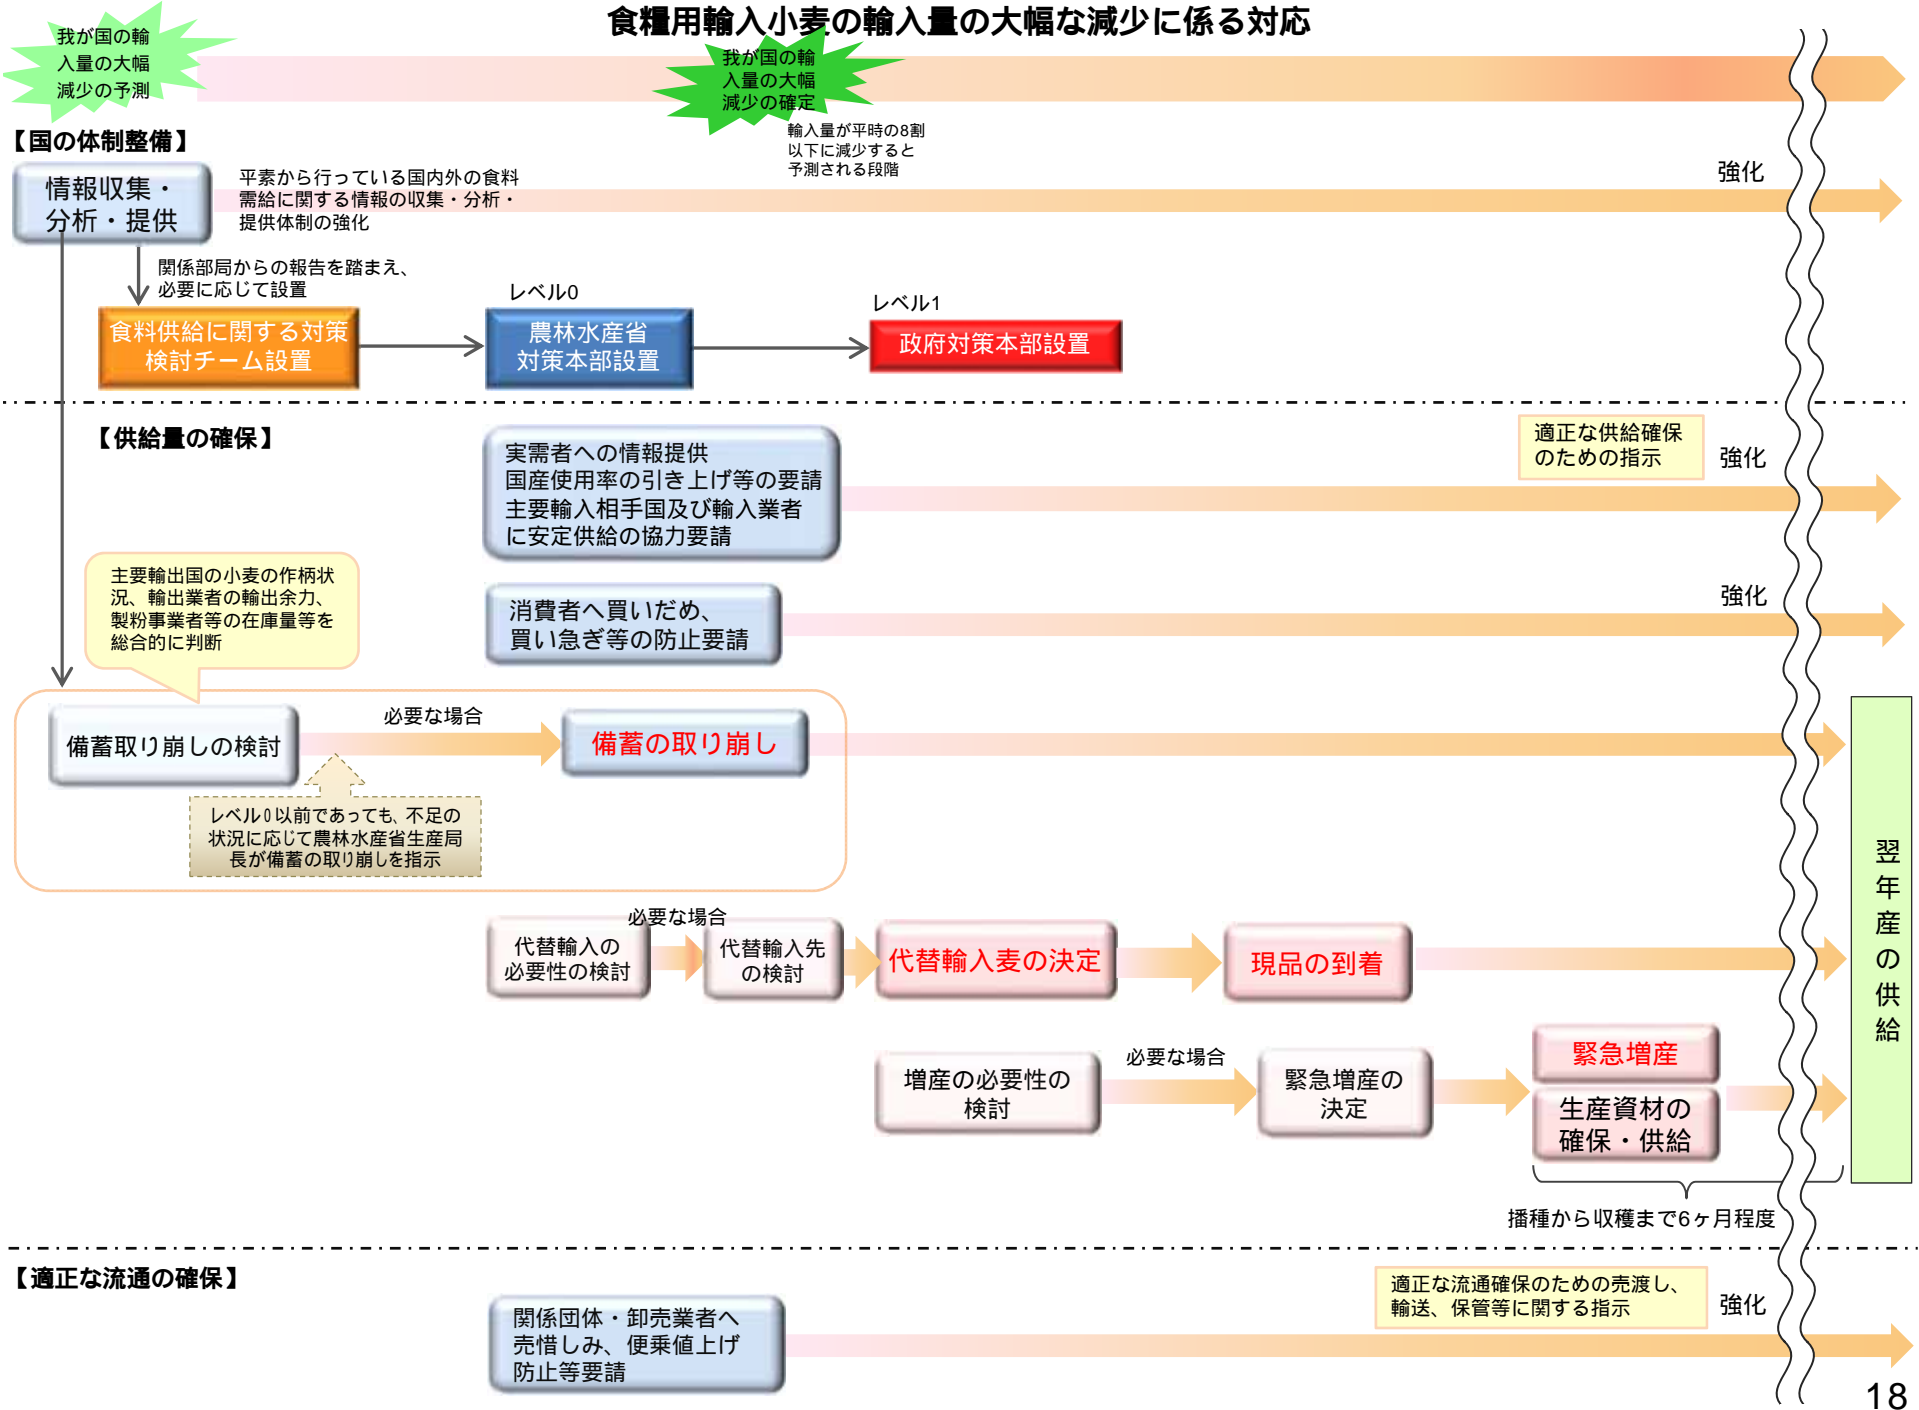 食糧用輸入小麦の輸入量の大幅な減少に係る対応
我が国の輸
入量の大幅
減少の予測
我が国の輸
入量の大幅
減少の確定
輸入量が平時の8割
以下に減少すると
予測される段階
【国の体制整備】
情報収集・
分析・提供
平素から行っている国内外の食料
需給に関する情報の収集・分析・
提供体制の強化
強化
関係部局からの報告を踏まえ、
必要に応じて設置
レベル0
レベル1
食料供給に関する対策
検討チーム設置
農林水産省
対策本部設置
政府対策本部設置
【供給量の確保】
実需者への情報提供
国産使用率の引き上げ等の要請
主要輸入相手国及び輸入業者
に安定供給の協力要請
適正な供給確保
のための指示
強化
主要輸出国の小麦の作柄状
況、輸出業者の輸出余力、
製粉事業者等の在庫量等を
総合的に判断
消費者へ買いだめ、
買い急ぎ等の防止要請
強化
備蓄取り崩しの検討
必要な場合
備蓄の取り崩し
レベル0以前であっても、不足の
状況に応じて農林水産省生産局
長が備蓄の取り崩しを指示
代替輸入の
必要性の検討
必要な場合
代替輸入先
の検討
代替輸入麦の決定
現品の到着
増産の必要性の
検討
必要な場合
緊急増産の
決定
緊急増産
生産資材の
確保・供給
播種から収穫まで6ヶ月程度
翌年産の供給
【適正な流通の確保】
関係団体・卸売業者へ
売惜しみ、便乗値上げ
防止等要請
適正な流通確保のための売渡し、
輸送、保管等に関する指示
強化
18